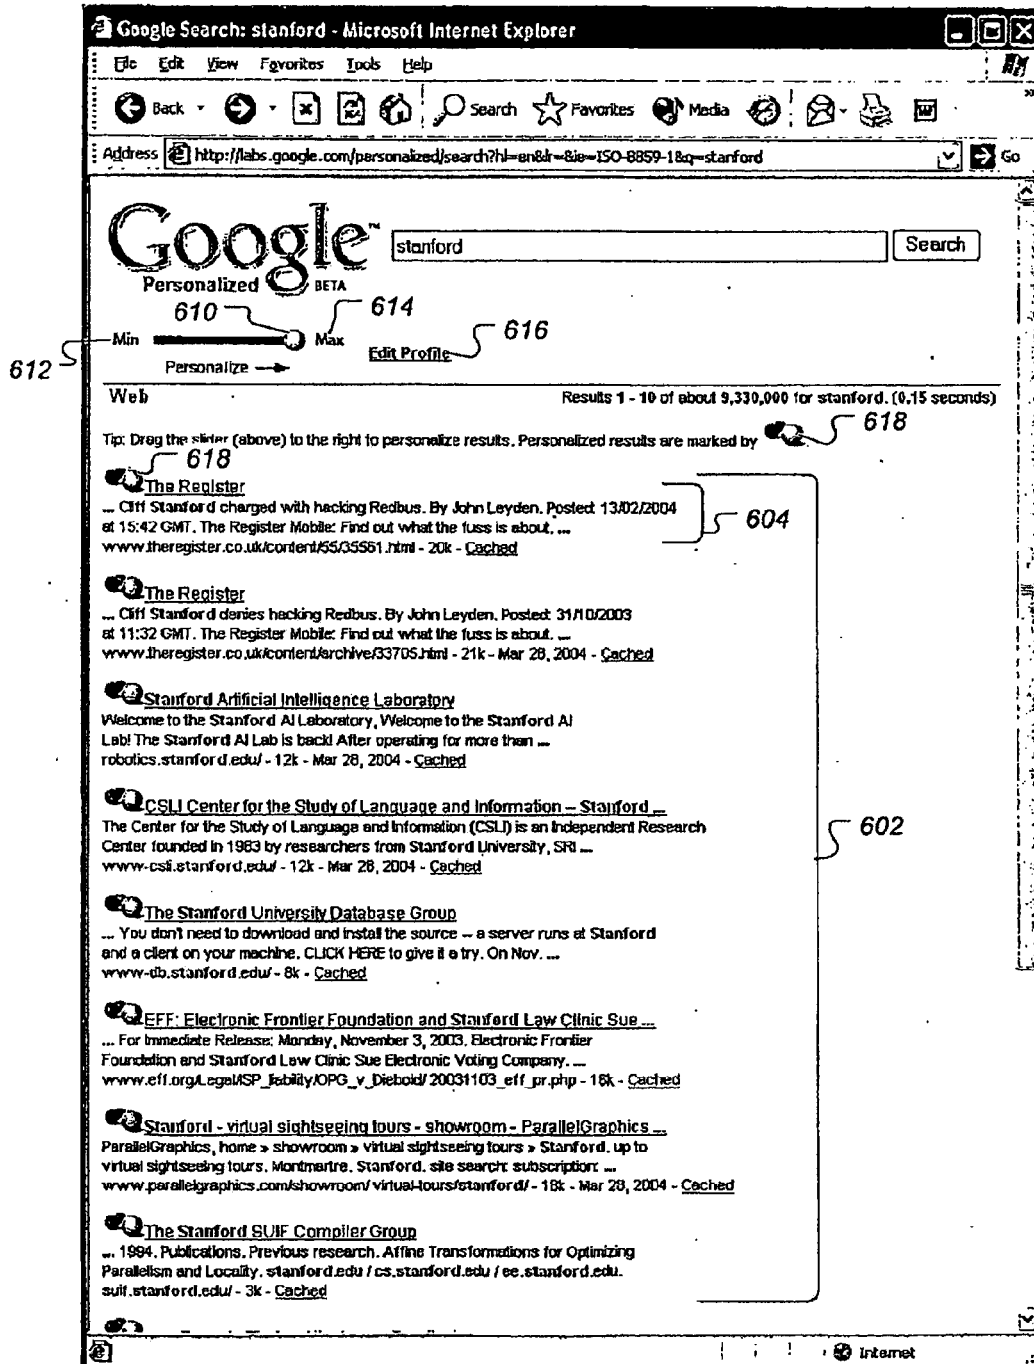 Google Search: stanford - Microsoft Internet Explorer
File Edit View Favorites Tools Help
Back Search Favorites Media
Address http://labs.google.com/personalized/search?hl=en&lr=&ie=ISO-8859-1&q=stanford Go
Google™ stanford Search
Personalized BETA
610 614
Min Max 616
612 Edit Profile
Personalize
Web Results 1 - 10 of about 9,330,000 for stanford. (0.15 seconds)
Tip: Drag the slider (above) to the right to personalize results. Personalized results are marked by 618
618
The Register
... Cliff Stanford charged with hacking Redbus. By John Leyden. Posted: 13/02/2004
at 15:42 GMT. The Register Mobile: Find out what the fuss is about. ...
www.theregister.co.uk/content/55/35561.html - 20k - Cached
604
The Register
... Cliff Stanford denies hacking Redbus. By John Leyden. Posted: 31/10/2003
at 11:32 GMT. The Register Mobile: Find out what the fuss is about. ...
www.theregister.co.uk/content/archive/33705.html - 21k - Mar 28, 2004 - Cached
Stanford Artificial Intelligence Laboratory
Welcome to the Stanford AI Laboratory, Welcome to the Stanford AI
Lab! The Stanford AI Lab is back! After operating for more than ...
robotics.stanford.edu/ - 12k - Mar 28, 2004 - Cached
CSLI Center for the Study of Language and Information -- Stanford ...
The Center for the Study of Language and Information (CSLI) is an Independent Research
Center founded in 1983 by researchers from Stanford University, SRI ...
www-csli.stanford.edu/ - 12k - Mar 28, 2004 - Cached
602
The Stanford University Database Group
... You don't need to download and install the source -- a server runs at Stanford
and a client on your machine. CLICK HERE to give it a try. On Nov. ...
www-db.stanford.edu/ - 8k - Cached
EFF: Electronic Frontier Foundation and Stanford Law Clinic Sue ...
... For Immediate Release: Monday, November 3, 2003. Electronic Frontier
Foundation and Stanford Law Clinic Sue Electronic Voting Company. ...
www.eff.org/Legal/ISP_liability/OPG_v_Diebold/ 20031103_eff_pr.php - 16k - Cached
Stanford - virtual sightseeing tours - showroom - ParallelGraphics ...
ParallelGraphics, home » showroom » virtual sightseeing tours » Stanford. up to
virtual sightseeing tours. Montmartre. Stanford. site search: subscription: ...
www.parallelgraphics.com/showroom/ virtual-tours/stanford/ - 18k - Mar 28, 2004 - Cached
The Stanford SUIF Compiler Group
... 1994. Publications. Previous research. Affine Transformations for Optimizing
Parallelism and Locality. stanford.edu / cs.stanford.edu / ee.stanford.edu.
suif.stanford.edu/ - 3k - Cached
Internet